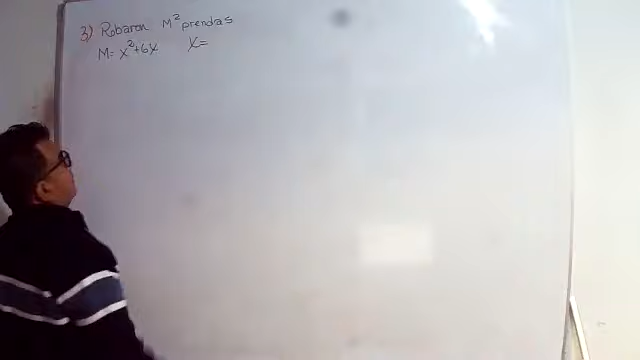 3) Robaron M² prendas
M= x²+6x x=